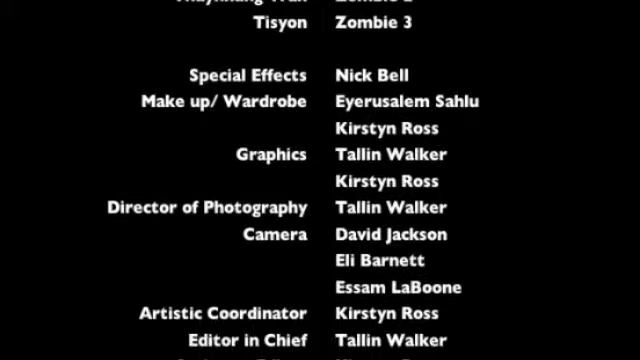 Tisyon Zombie 3
Special Effects Nick Bell
Make up/ Wardrobe Eyerusalem Sahlu
Kirstyn Ross
Graphics Tallin Walker
Kirstyn Ross
Director of Photography Tallin Walker
Camera David Jackson
Eli Barnett
Essam LaBoone
Artistic Coordinator Kirstyn Ross
Editor in Chief Tallin Walker